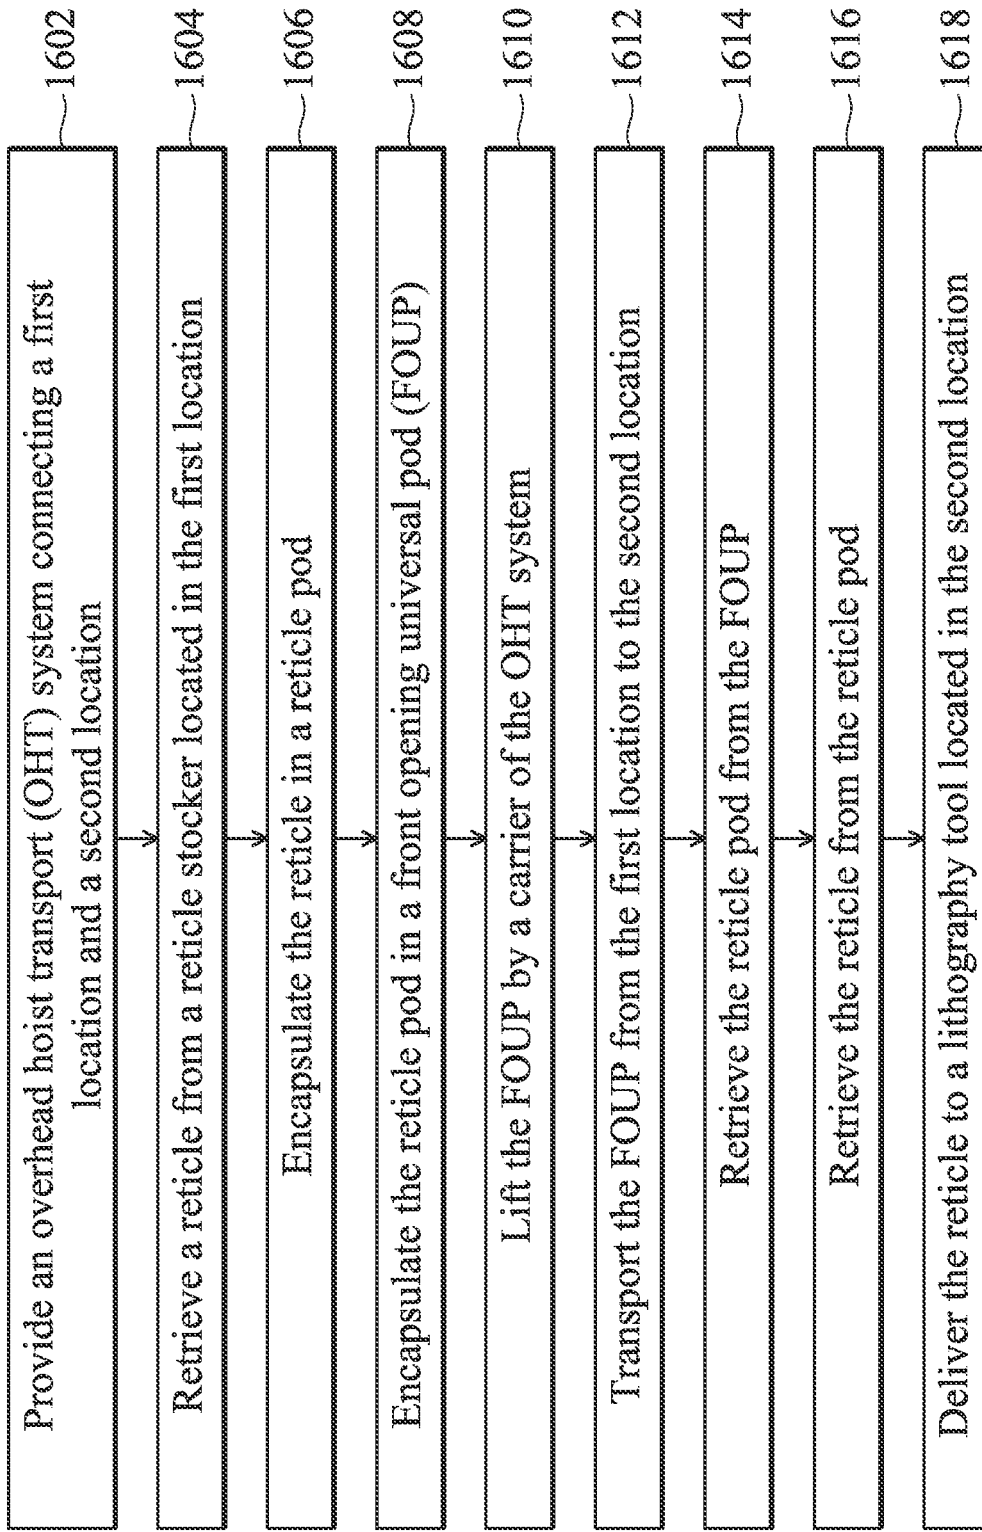 Provide an overhead hoist transport (OHT) system connecting a first
location and a second location
1602
Retrieve a reticle from a reticle stocker located in the first location
1604
Encapsulate the reticle in a reticle pod
1606
Encapsulate the reticle pod in a front opening universal pod (FOUP)
1608
Lift the FOUP by a carrier of the OHT system
1610
Transport the FOUP from the first location to the second location
1612
Retrieve the reticle pod from the FOUP
1614
Retrieve the reticle from the reticle pod
1616
Deliver the reticle to a lithography tool located in the second location
1618